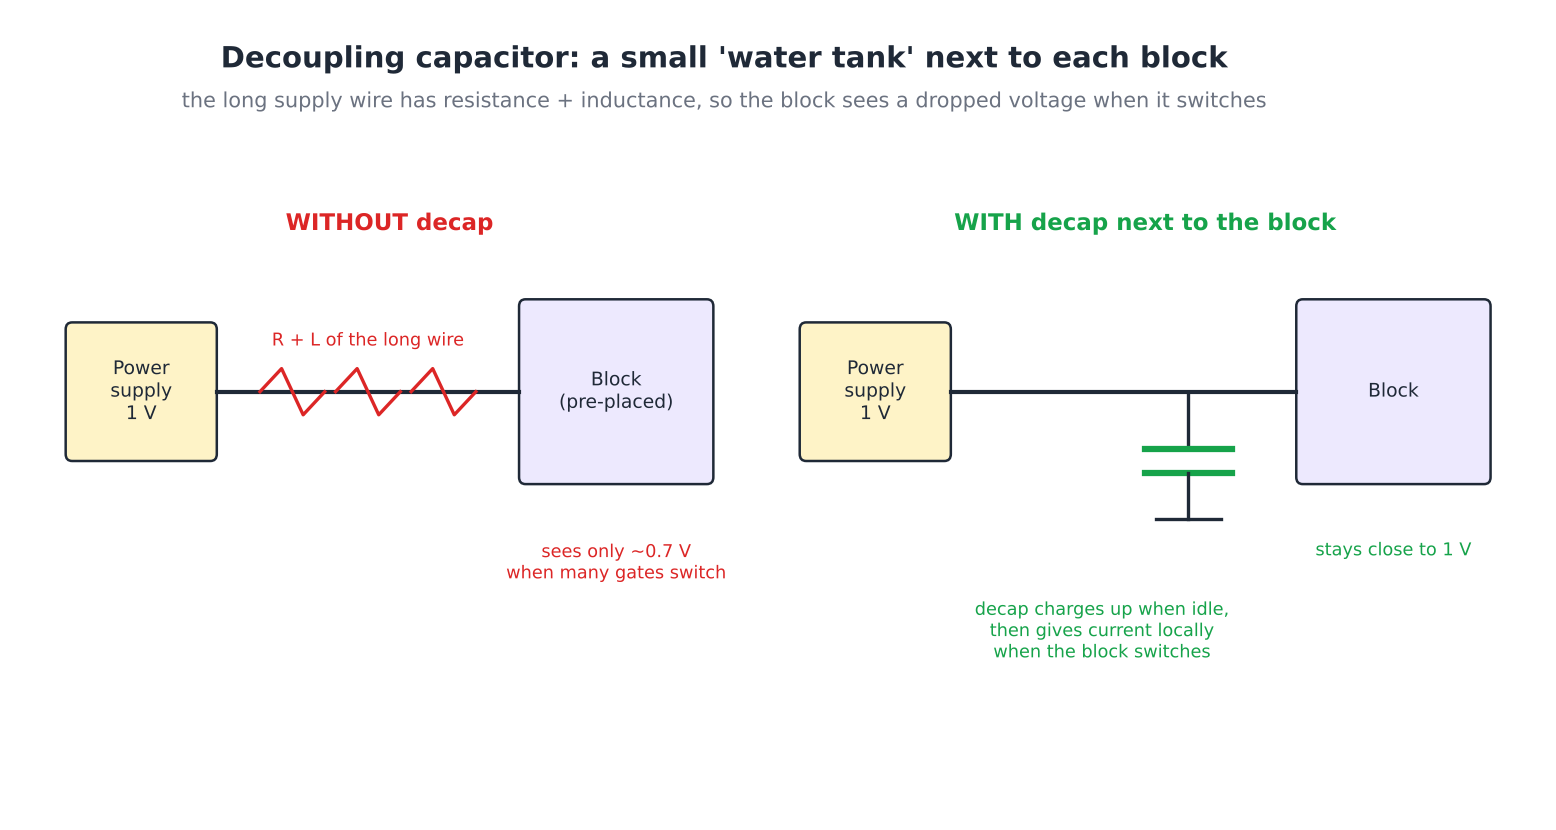 Decoupling capacitor: a small 'water tank' next to each block
the long supply wire has resistance + inductance, so the block sees a dropped voltage when it switches
WITHOUT decap
R + L of the long wire
Power
supply
1 V
Block
(pre-placed)
sees only ~0.7 V
when many gates switch
WITH decap next to the block
Power
supply
1 V
Block
stays close to 1 V
decap charges up when idle,
then gives current locally
when the block switches